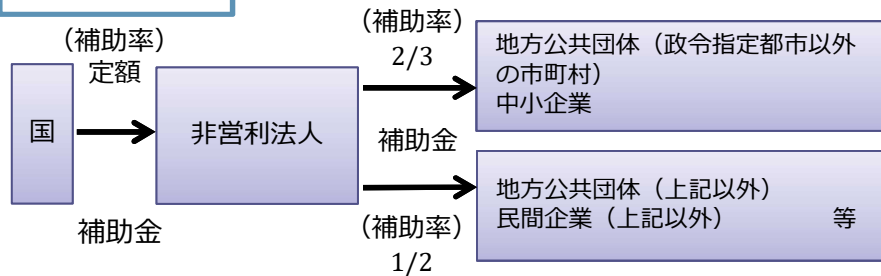 （補助率）
定額
国
補助金
非営利法人
（補助率）
2/3
補助金
（補助率）
1/2
地方公共団体（政令指定都市以外
の市町村）
中小企業
地方公共団体（上記以外）
民間企業（上記以外）　　　　等